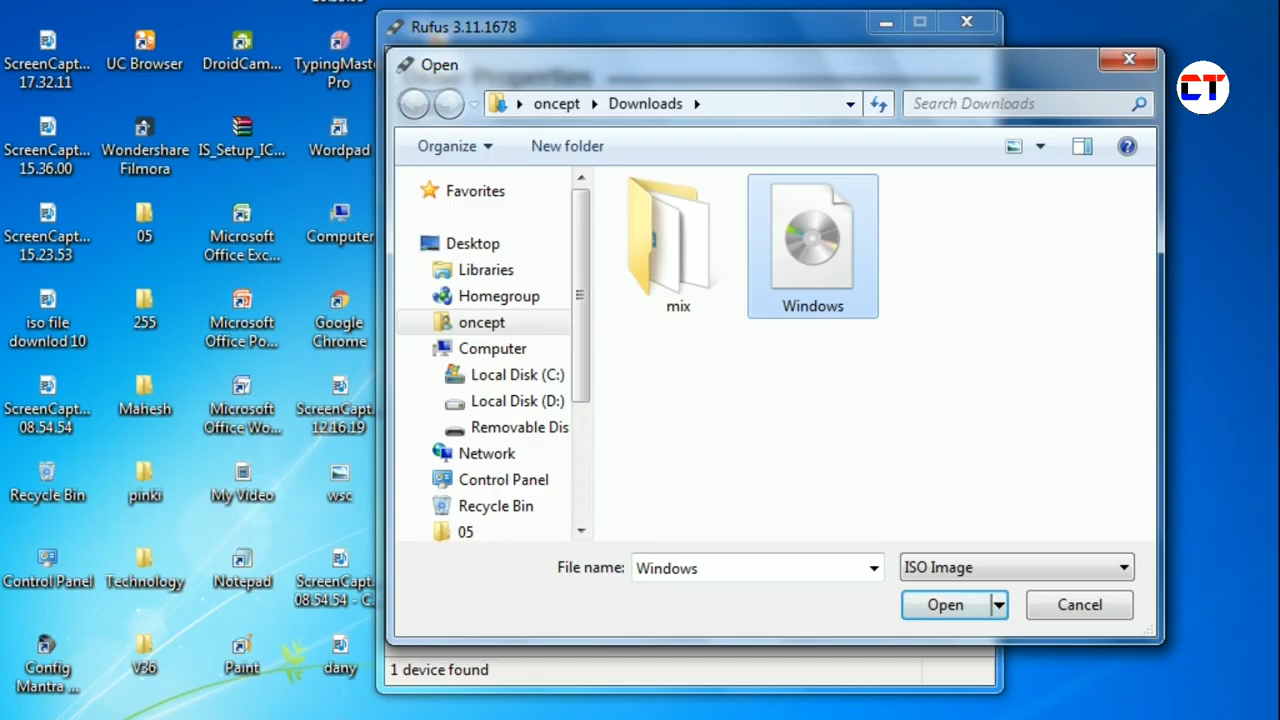 ScreenCapt...
17.32.11
UC Browser
DroidCam...
TypingMaste
Pro
ScreenCapt...
15.36.00
Wondershare
Filmora
IS_Setup_IC...
Wordpad
ScreenCapt...
15.23.53
05
Microsoft
Office Exc...
Computer
iso file
downlod 10
255
Microsoft
Office Po...
Google
Chrome
ScreenCapt...
08.54.54
Mahesh
Microsoft
Office Wo...
ScreenCapt.
12.16.19
Recycle Bin
pinki
My Video
wsc
Control Panel
Technology
Notepad
ScreenCapt.
08.54.54 - C.
Config
Mantra ...
V36
Paint
dany
Rufus 3.11.1678
Properties
Open
oncept
Downloads
Search Downloads
CT
Organize
New folder
Favorites
Desktop
Libraries
Homegroup
oncept
Computer
Local Disk (C:)
Local Disk (D:)
Removable Dis
Network
Control Panel
Recycle Bin
05
mix
Windows
File name:
Windows
ISO Image
Open
Cancel
1 device found